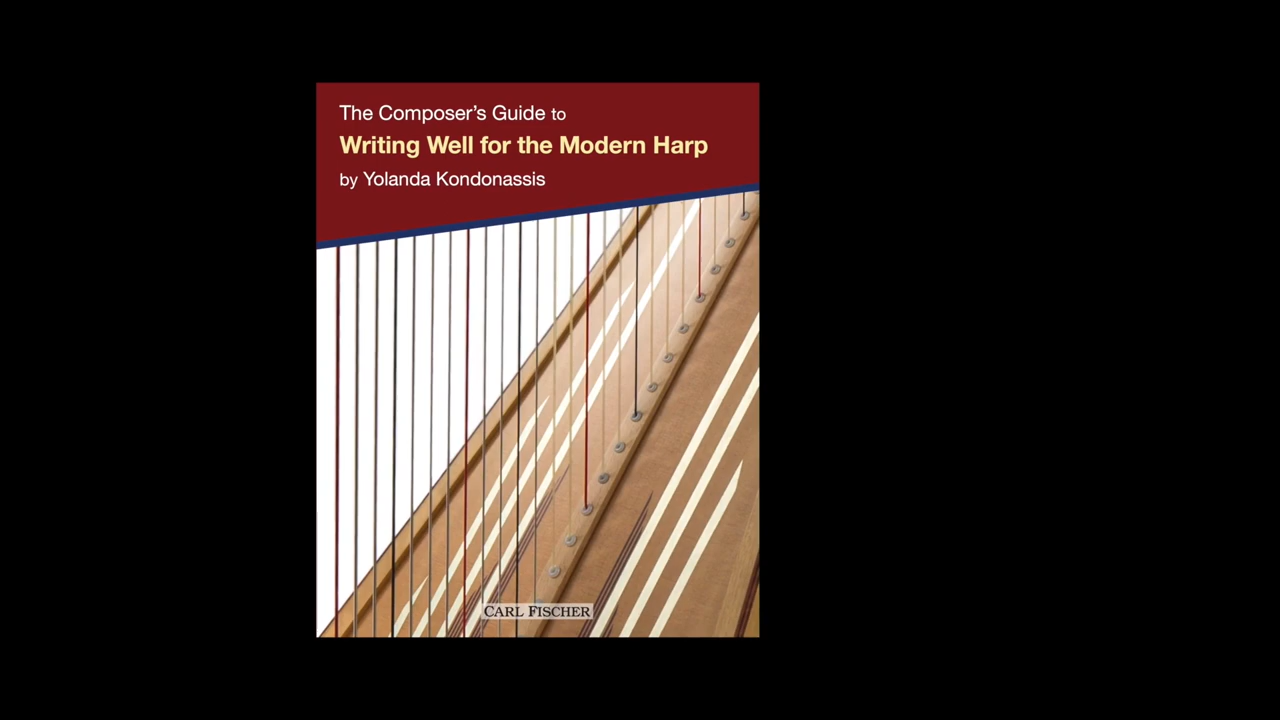 The Composer's Guide to
Writing Well for the Modern Harp
by Yolanda Kondonassis
CARL FISCHER